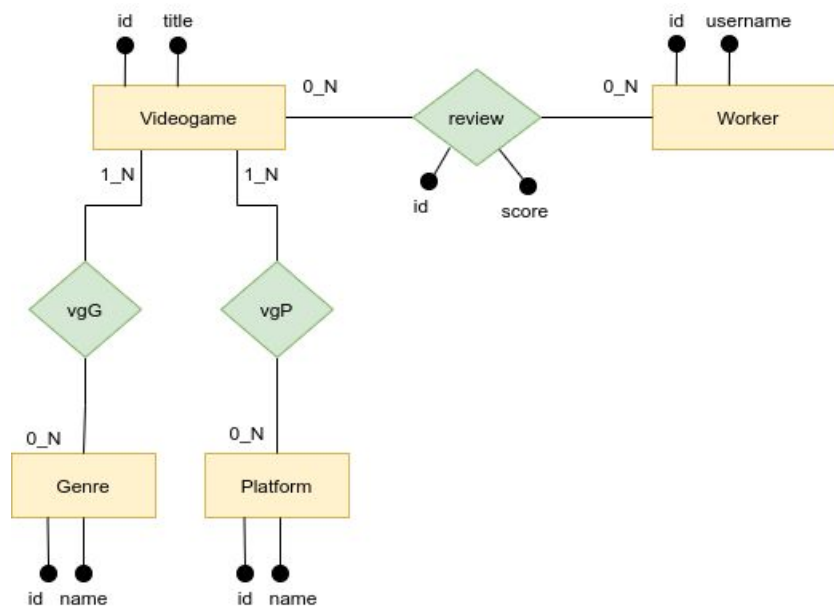 id title
id username
0_N
0_N
Videogame
review
Worker
1_N
1_N
id
score
vgG
vgP
0_N
0_N
Genre
Platform
id name
id name